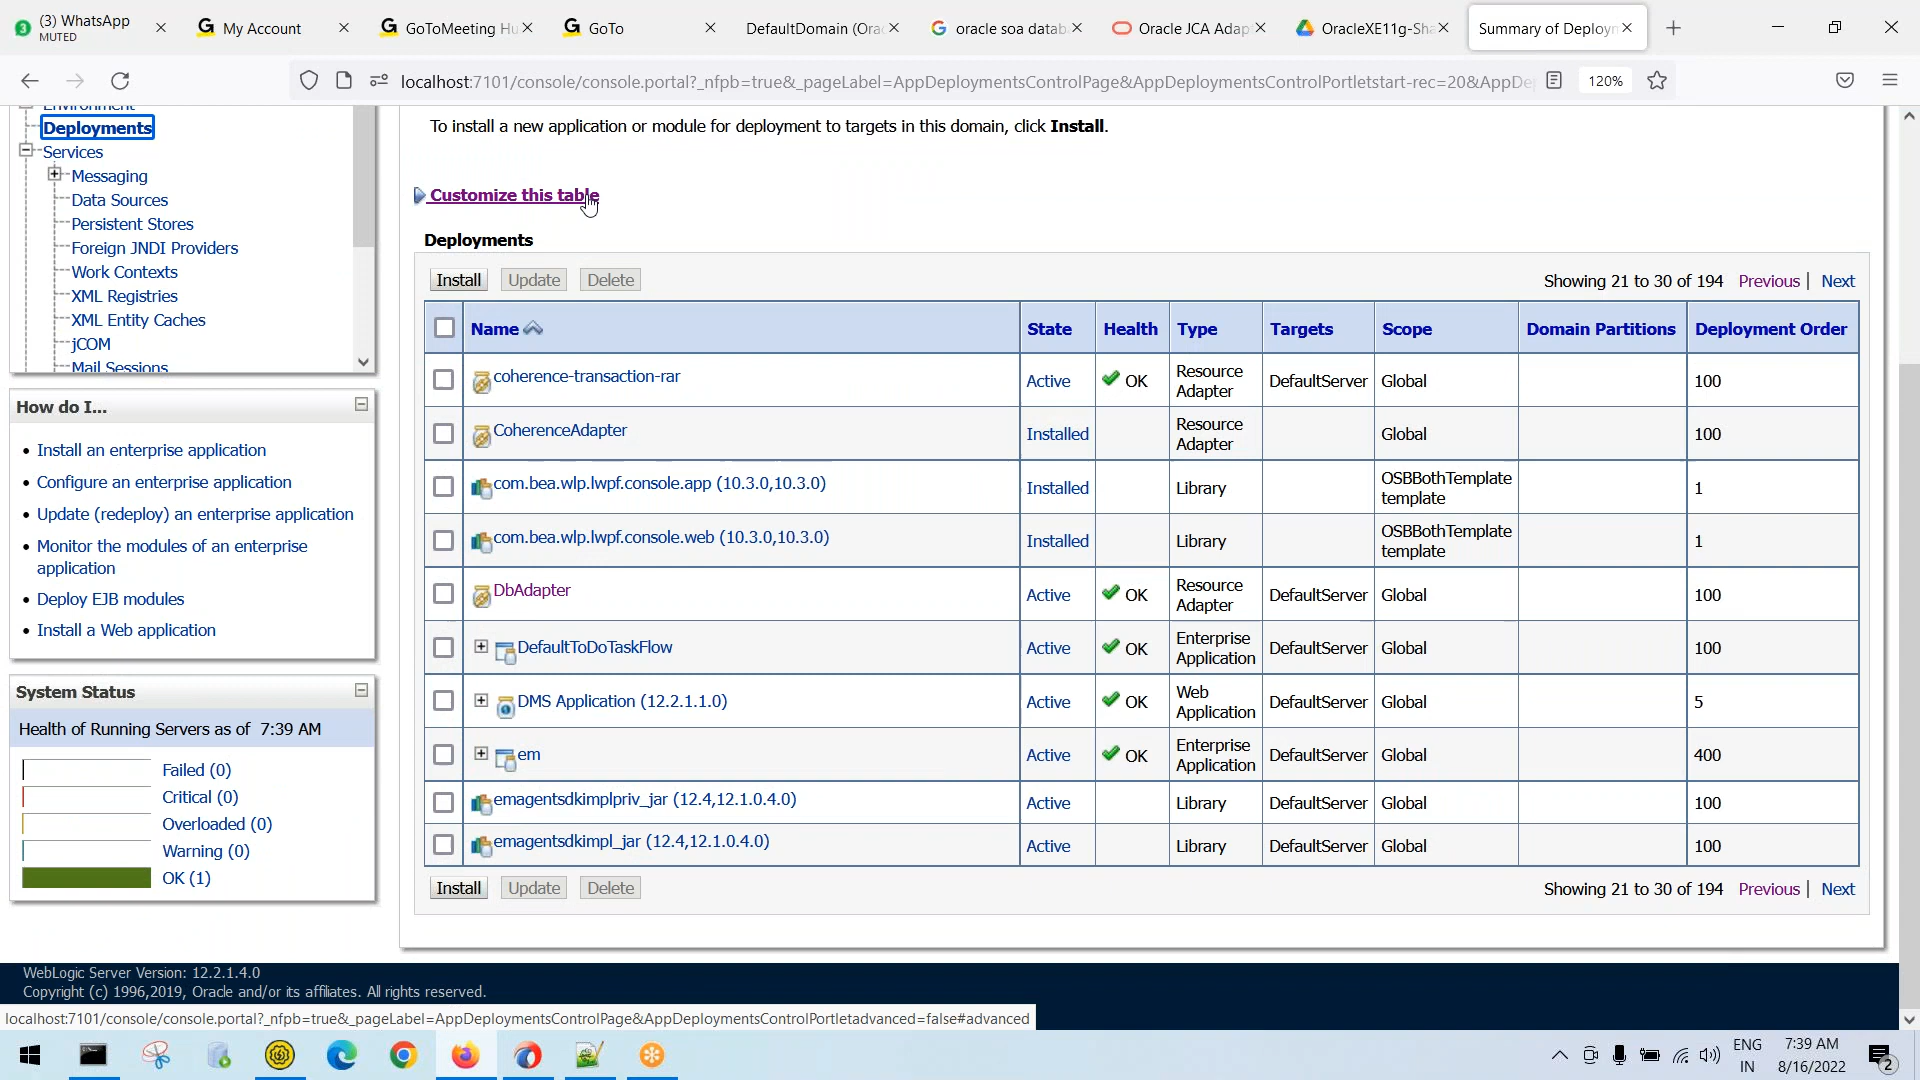 (3) WhatsApp
MUTED
My Account
GoToMeeting Hu
GoTo
DefaultDomain (Ora
oracle soa datab
Oracle JCA Adap
OracleXE11g-Sha
Summary of Deploym
localhost:7101/console/console.portal?_nfpb=true&_pageLabel=AppDeploymentsControlPage&AppDeploymentsControlPortletstart-rec=20&AppDe
120%
Environment
Deployments
Services
Messaging
Data Sources
Persistent Stores
Foreign JNDI Providers
Work Contexts
XML Registries
XML Entity Caches
jCOM
Mail Sessions
How do I...
Install an enterprise application
Configure an enterprise application
Update (redeploy) an enterprise application
Monitor the modules of an enterprise
application
Deploy EJB modules
Install a Web application
System Status
Health of Running Servers as of 7:39 AM
Failed (0)
Critical (0)
Overloaded (0)
Warning (0)
OK (1)
To install a new application or module for deployment to targets in this domain, click Install.
Customize this table
Deployments
Install Update Delete Showing 21 to 30 of 194 Previous | Next
Name State Health Type Targets Scope Domain Partitions Deployment Order
coherence-transaction-rar Active OK Resource Adapter DefaultServer Global 100
CoherenceAdapter Installed Resource Adapter Global 100
com.bea.wlp.lwpf.console.app (10.3.0,10.3.0) Installed Library OSBBothTemplate template 1
com.bea.wlp.lwpf.console.web (10.3.0,10.3.0) Installed Library OSBBothTemplate template 1
DbAdapter Active OK Resource Adapter DefaultServer Global 100
DefaultToDoTaskFlow Active OK Enterprise Application DefaultServer Global 100
DMS Application (12.2.1.1.0) Active OK Web Application DefaultServer Global 5
em Active OK Enterprise Application DefaultServer Global 400
emagentsdkimplpriv_jar (12.4,12.1.0.4.0) Active Library DefaultServer Global 100
emagentsdkimpl_jar (12.4,12.1.0.4.0) Active Library DefaultServer Global 100
Install Update Delete Showing 21 to 30 of 194 Previous | Next
WebLogic Server Version: 12.2.1.4.0
Copyright (c) 1996,2019, Oracle and/or its affiliates. All rights reserved.
localhost:7101/console/console.portal?_nfpb=true&_pageLabel=AppDeploymentsControlPage&AppDeploymentsControlPortletadvanced=false#advanced
ENG
IN
7:39 AM
8/16/2022
2